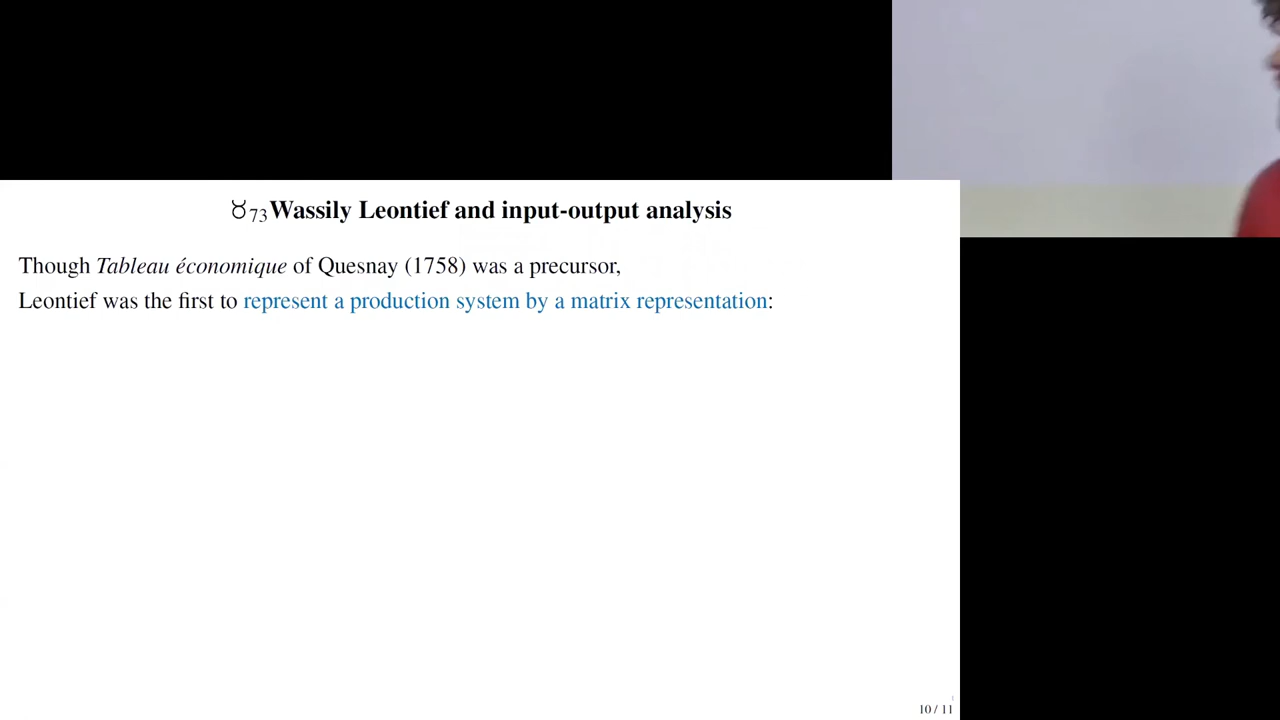 ♉73Wassily Leontief and input-output analysis
Though Tableau économique of Quesnay (1758) was a precursor,
Leontief was the first to represent a production system by a matrix representation:
10 / 11